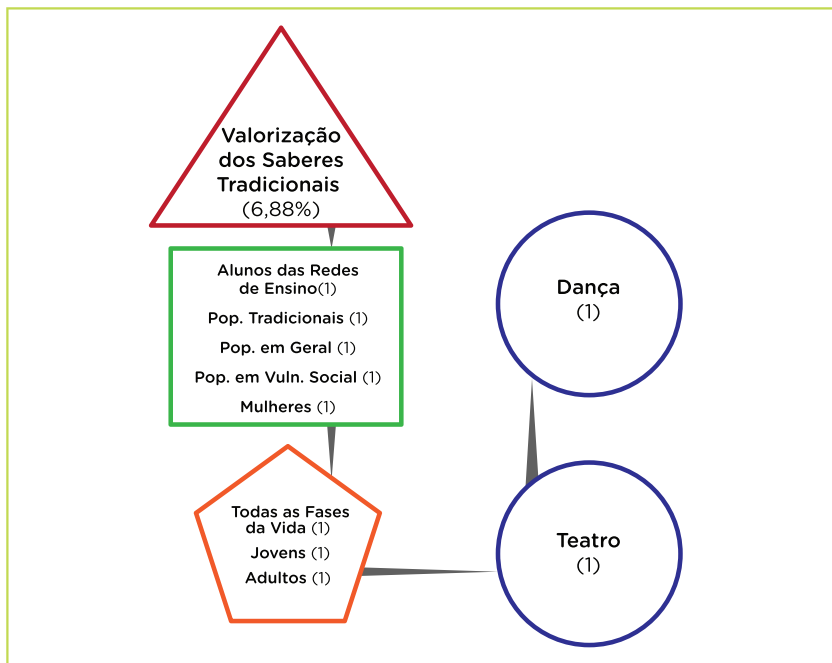 Valorização
dos Saberes
Tradicionais
(6,88%)
Alunos das Redes
de Ensino(1)
Pop. Tradicionais (1)
Pop. em Geral (1)
Pop. em Vuln. Social (1)
Mulheres (1)
Todas as Fases
da Vida (1)
Jovens (1)
Adultos (1)
Dança
(1)
Teatro
(1)